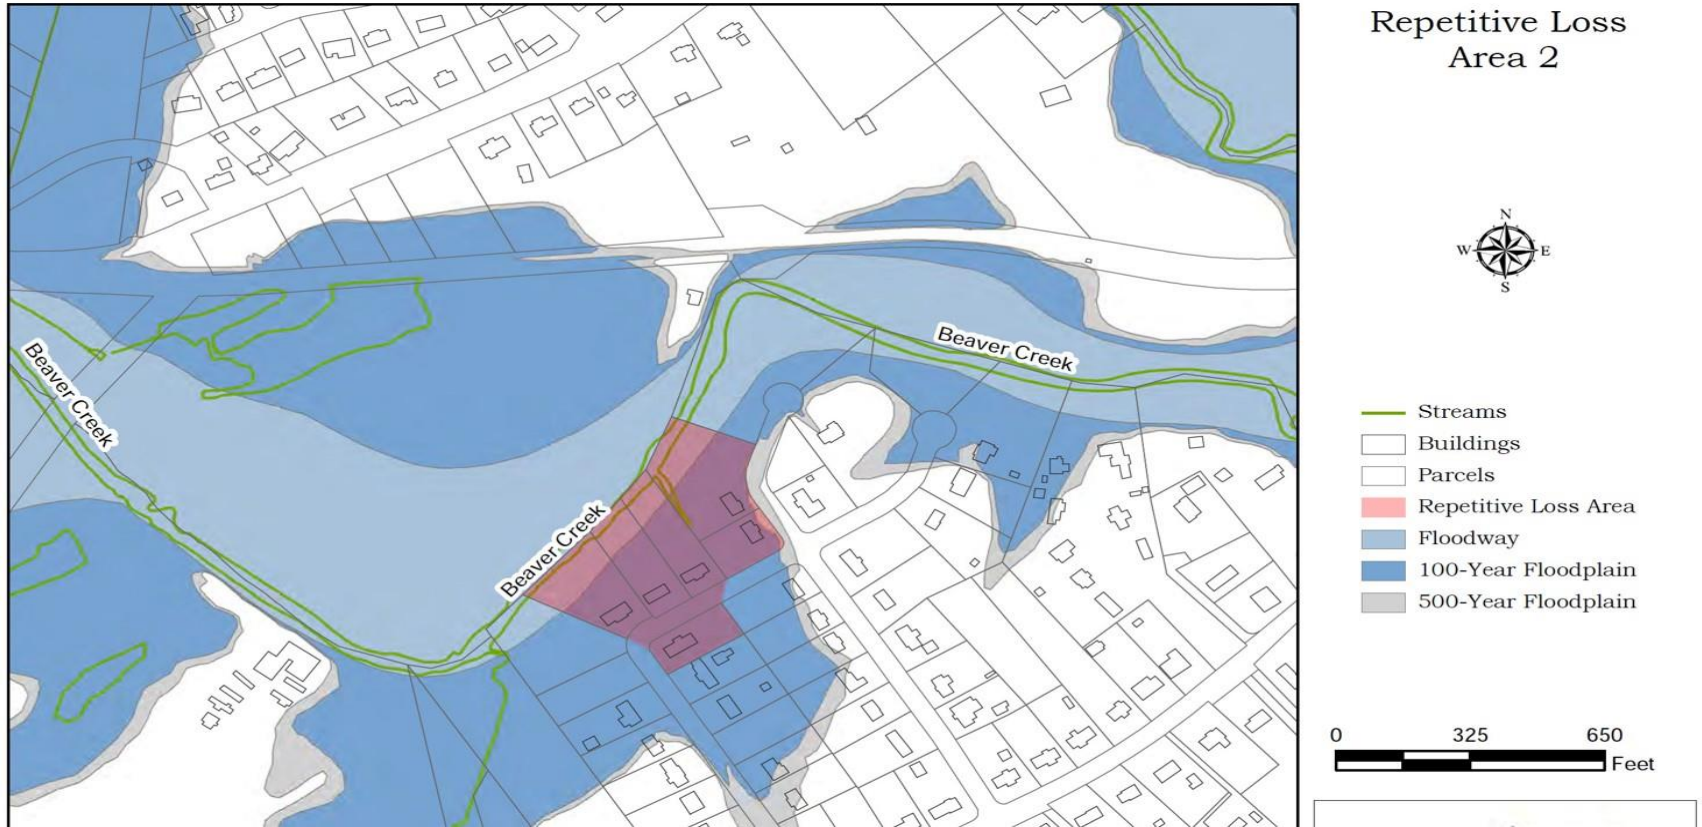 Repetitive Loss
Area 2
N
W
E
S
Beaver Creek
Beaver Creek
Beaver Creek
Streams
Buildings
Parcels
Repetitive Loss Area
Floodway
100-Year Floodplain
500-Year Floodplain
0 325 650
Feet